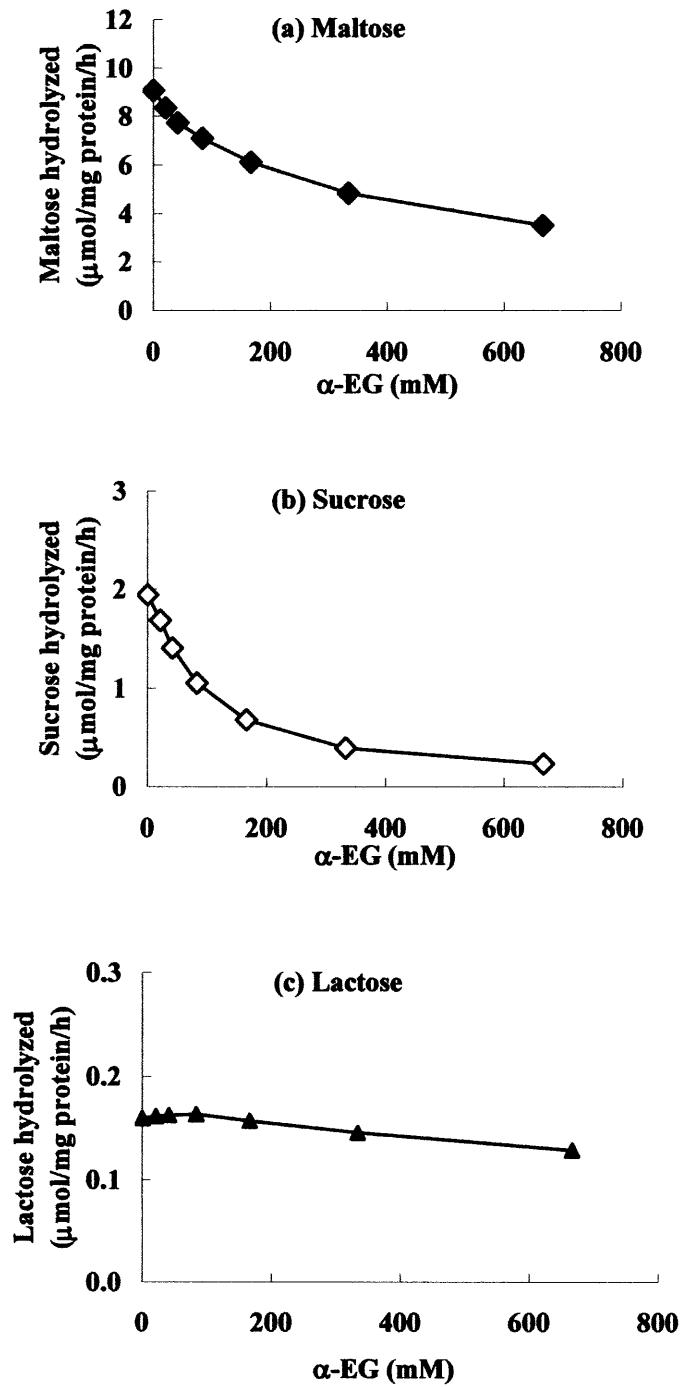 (a) Maltose
Maltose hydrolyzed
(μmol/mg protein/h)
12
10
8
6
4
2
0
0 200 400 600 800
α-EG (mM)
(b) Sucrose
Sucrose hydrolyzed
(μmol/mg protein/h)
3
2
1
0
0 200 400 600 800
α-EG (mM)
(c) Lactose
Lactose hydrolyzed
(μmol/mg protein/h)
0.3
0.2
0.1
0.0
0 200 400 600 800
α-EG (mM)